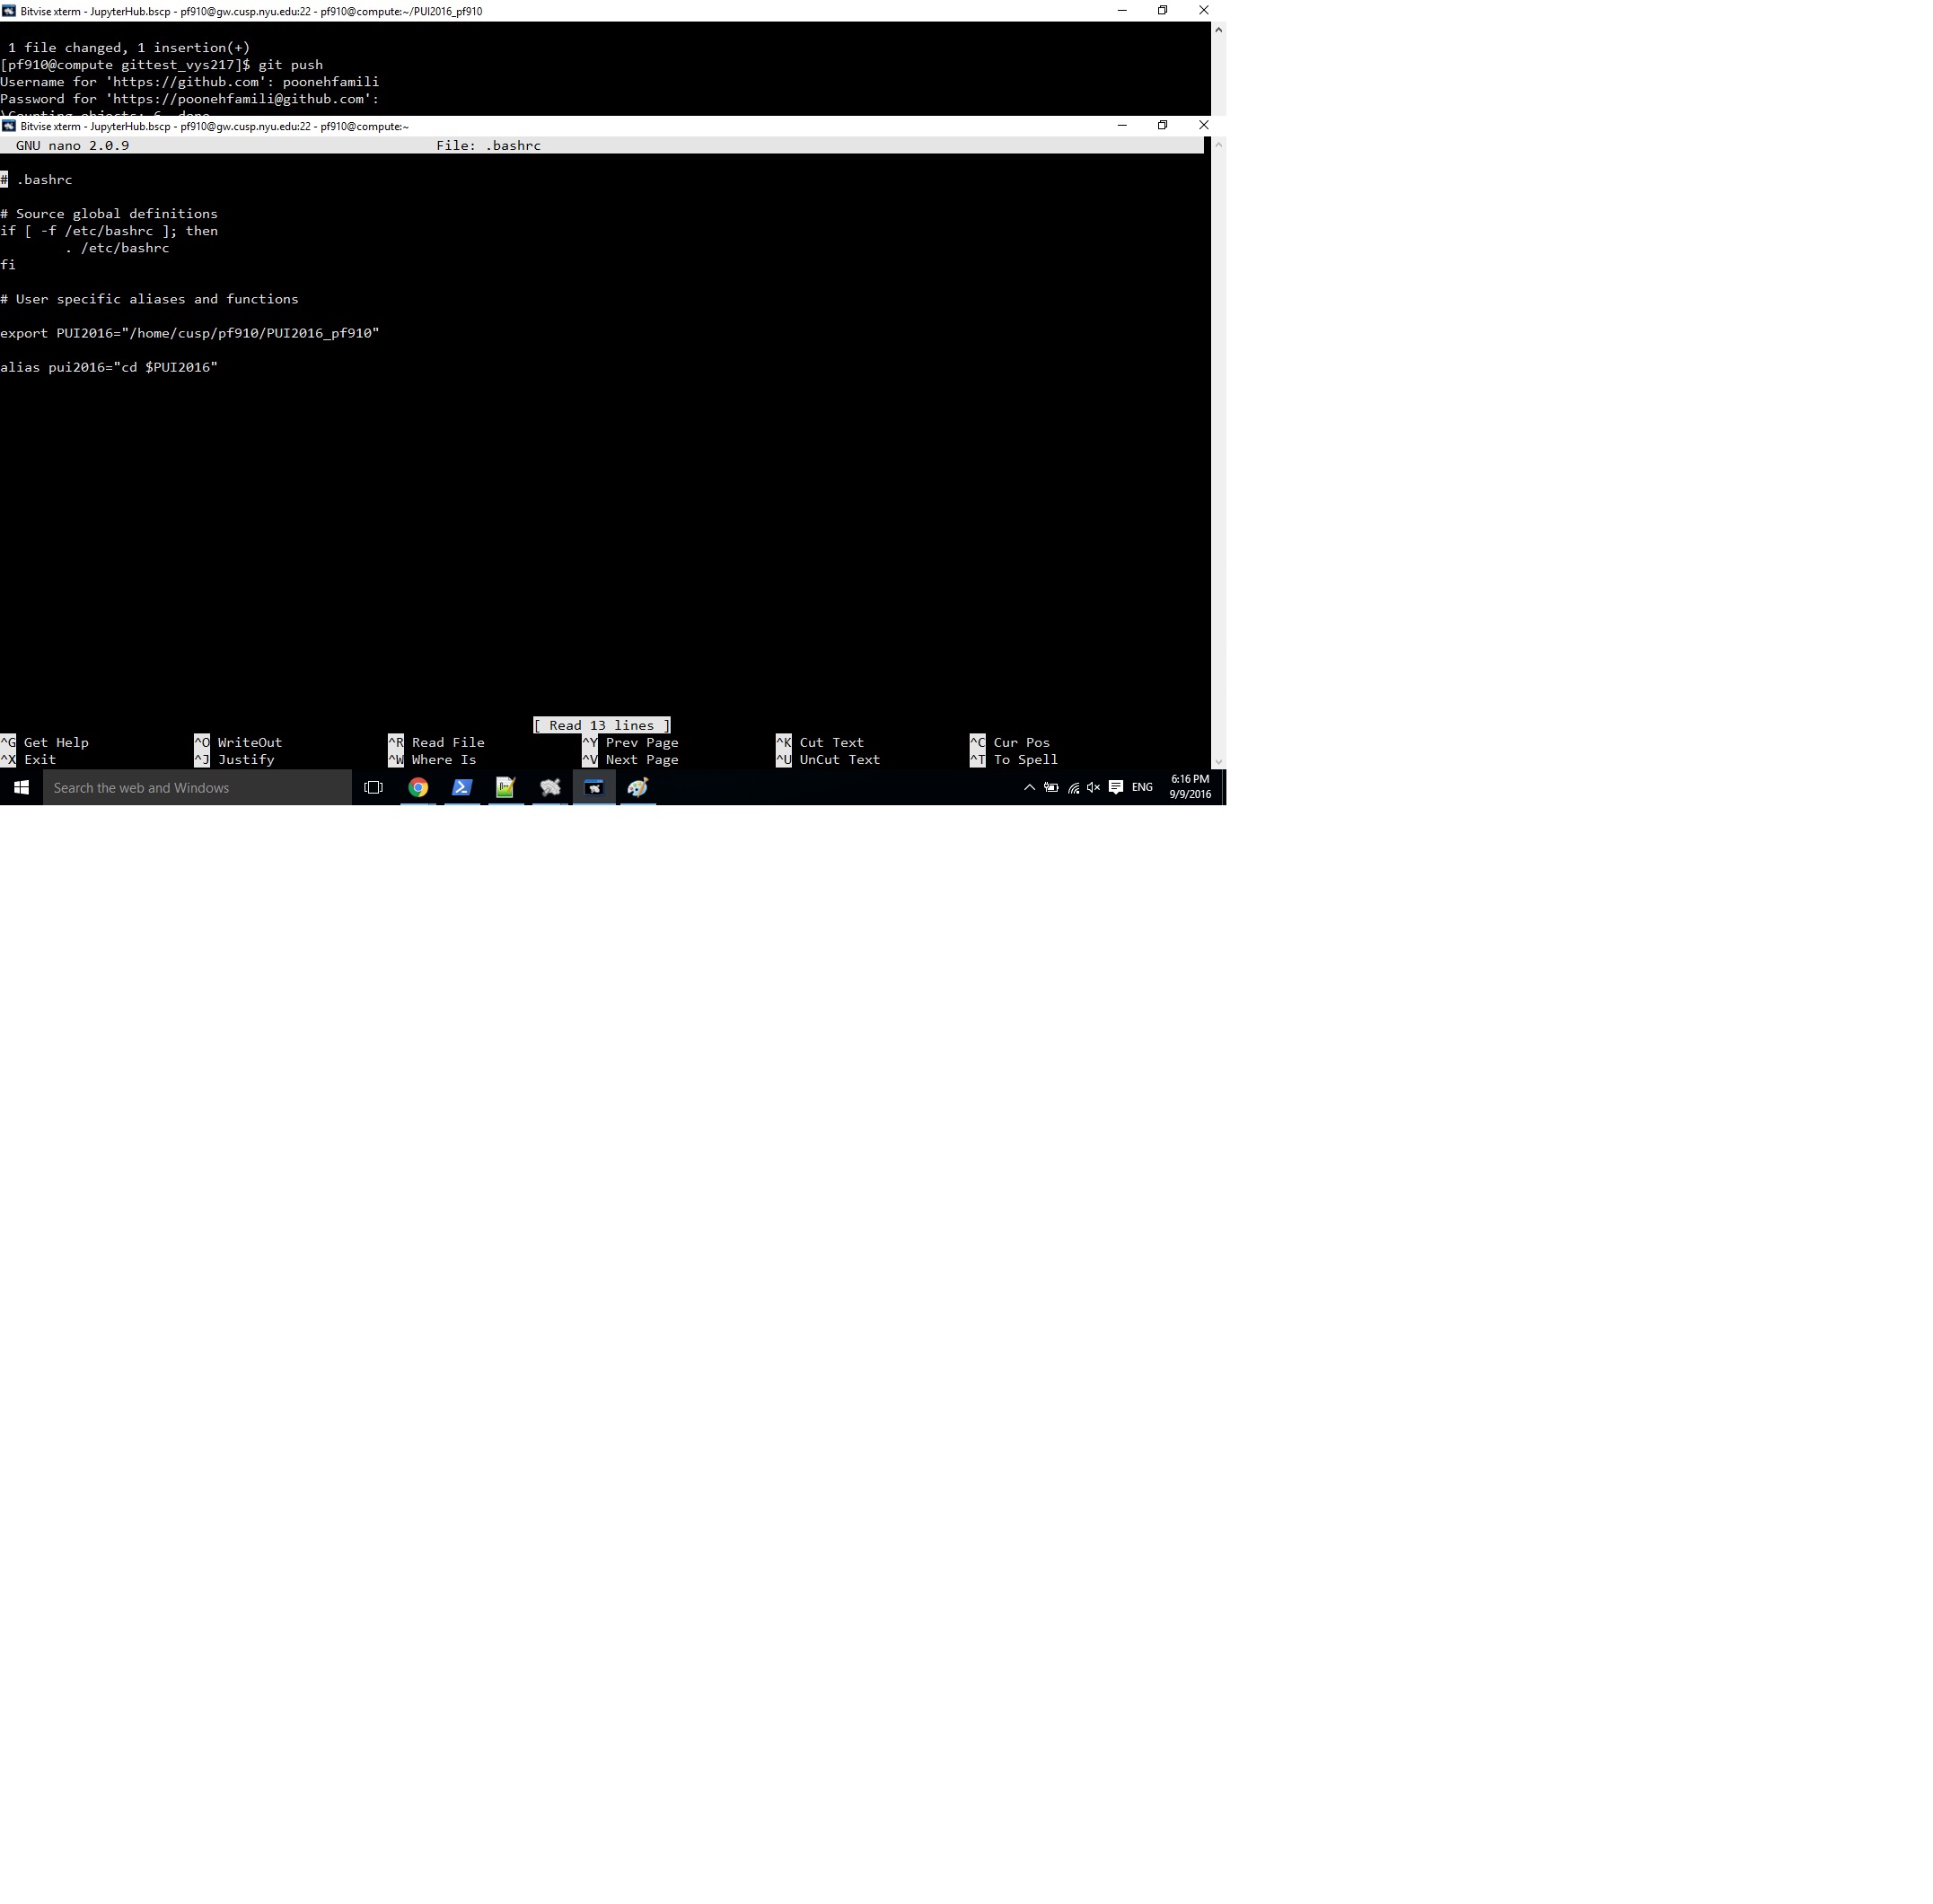 Bitvise xterm - JupyterHub.bscp - pf910@gw.cusp.nyu.edu:22 - pf910@compute:~/PUI2016_pf910
1 file changed, 1 insertion(+)
[pf910@compute gittest_vys217]$ git push
Username for 'https://github.com': poonehfamili
Password for 'https://poonehfamili@github.com':
\Counting objects: 6, done.
Bitvise xterm - JupyterHub.bscp - pf910@gw.cusp.nyu.edu:22 - pf910@compute:~
GNU nano 2.0.9 File: .bashrc
# .bashrc
# Source global definitions
if [ -f /etc/bashrc ]; then
. /etc/bashrc
fi
# User specific aliases and functions
export PUI2016="/home/cusp/pf910/PUI2016_pf910"
alias pui2016="cd $PUI2016"
[ Read 13 lines ]
^G Get Help ^O WriteOut ^R Read File ^Y Prev Page ^K Cut Text ^C Cur Pos
^X Exit ^J Justify ^W Where Is ^V Next Page ^U UnCut Text ^T To Spell
Search the web and Windows
ENG
6:16 PM
9/9/2016